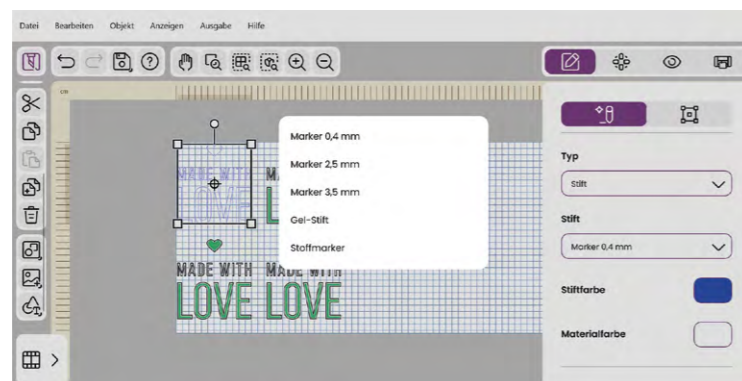 Datei Bearbeiten Objekt Anzeigen Ausgabe Hilfe
cm
MADE WITH
LOVE
Marker 0,4 mm
Marker 2,5 mm
Marker 3,5 mm
Gel-Stift
Stoffmarker
MADE WITH MADE WITH
LOVE LOVE
Typ
Stift
Stift
Marker 0,4 mm
Stiftfarbe
Materialfarbe